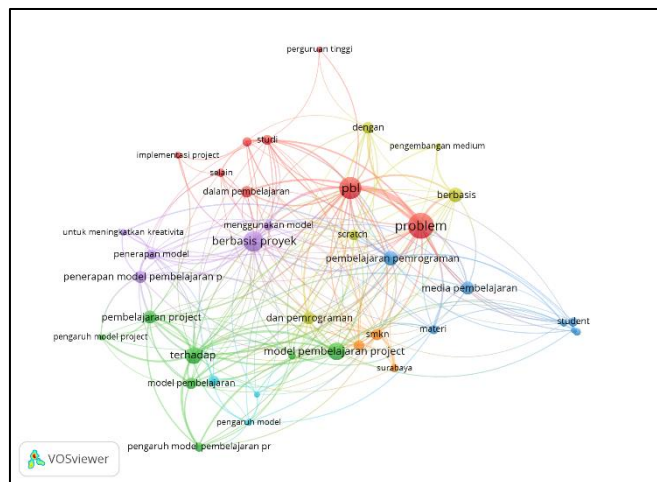 perguruan tinggi
dengan
studi
pengembangan medium
implementasi project
selain
dalam pembelajaran
pbl
berbasis
untuk meningkatkan kreativita
menggunakan model
scratch
problem
berbasis proyek
penerapan model
pembelajaran pemrograman
penerapan model pembelajaran p
media pembelajaran
pembelajaran project
dan pemrograman
student
materi
pengaruh model project
smkn
terhadap
model pembelajaran project
surabaya
model pembelajaran
pengaruh model
pengaruh model pembelajaran pr
VOSviewer